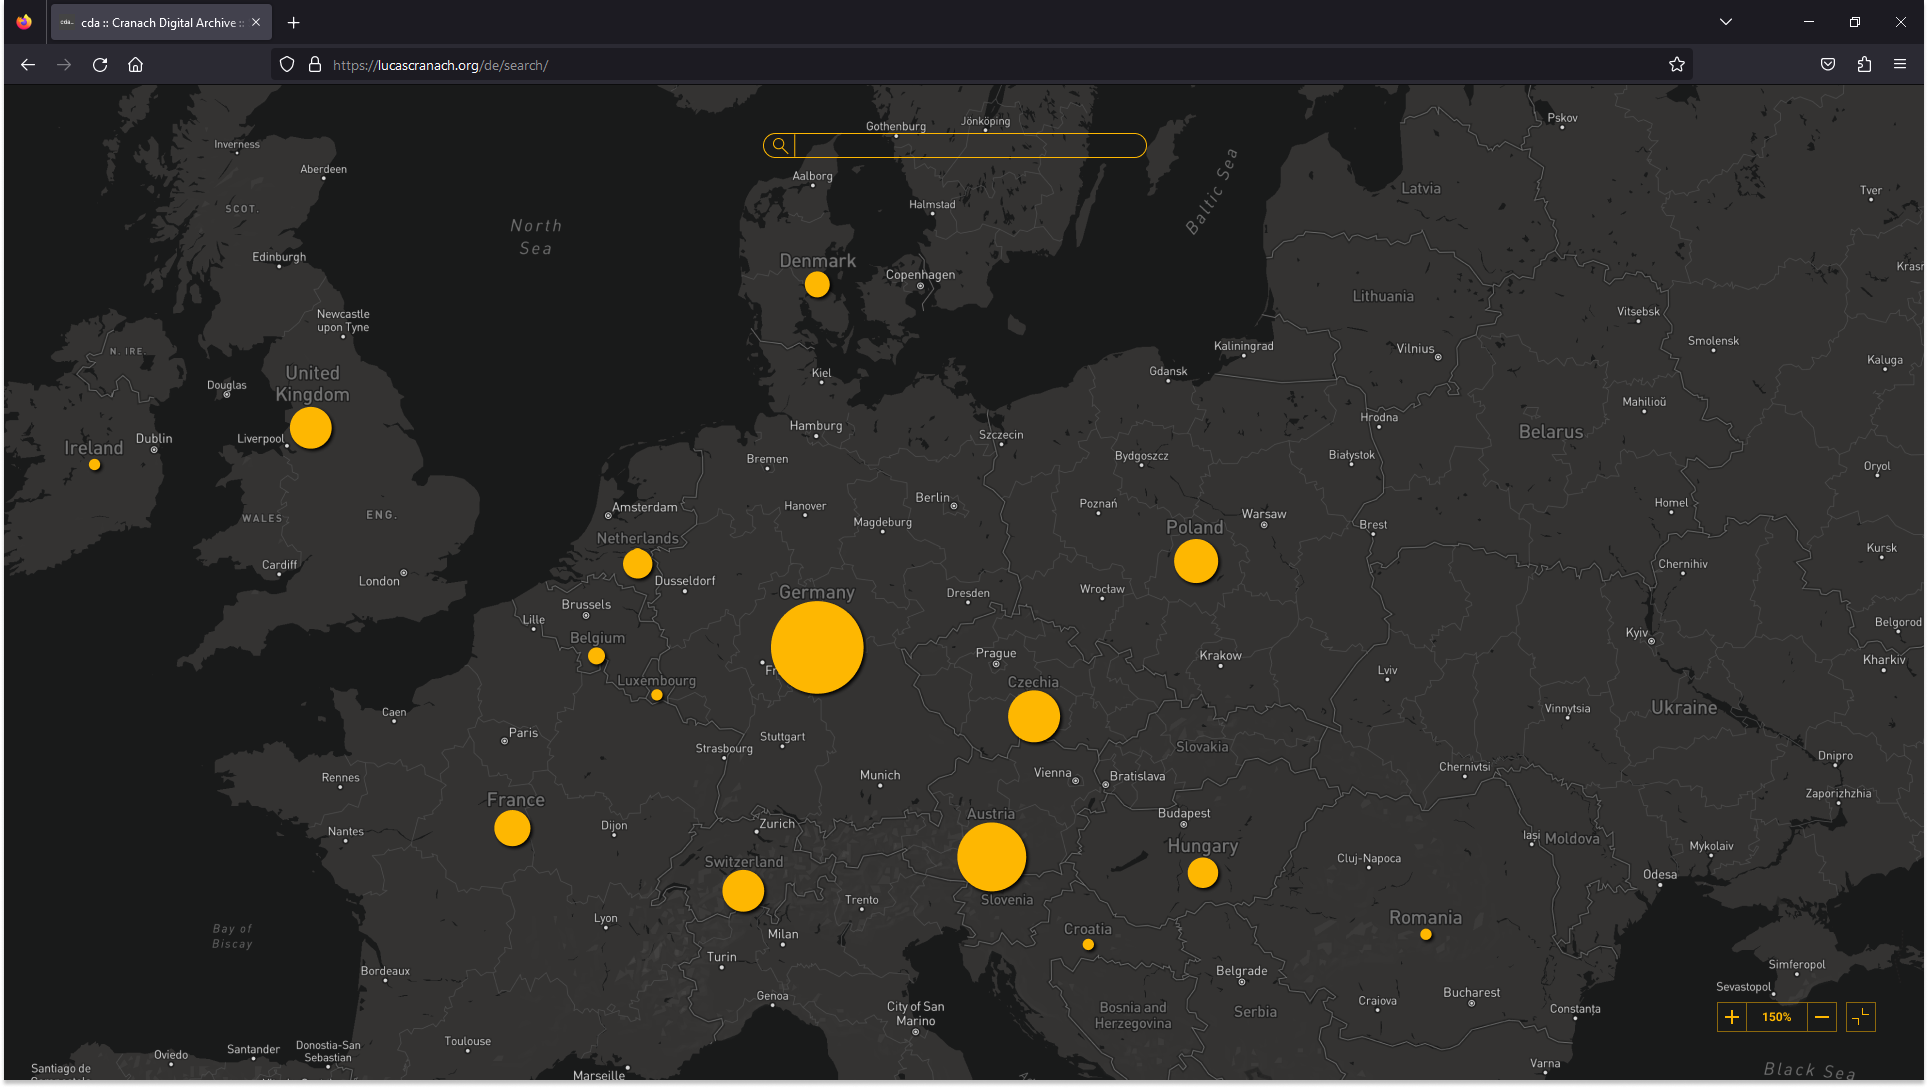 cda :: Cranach Digital Archive ::
https://lucascranach.org/de/search/
Gothenburg
Jönköping
Pskov
Inverness
Aberdeen
Aalborg
Latvia
Tver
SCOT.
Halmstad
Baltic Sea
North
Sea
Edinburgh
Denmark
Copenhagen
Lithuania
Newcastle
upon Tyne
Vitsebsk
Smolensk
N. IRE.
Kaliningrad
Vilnius
Kaluga
United
Kingdom
Douglas
Kiel
Gdansk
Mahilioŭ
Hrodna
Belarus
Ireland
Dublin
Liverpool
Hamburg
Szczecin
Bremen
Bydgoszcz
Białystok
Oryol
Amsterdam
Hanover
Berlin
Poznań
Homel
WALES
ENG.
Magdeburg
Poland
Warsaw
Brest
Netherlands
Kursk
Cardiff
London
Dusseldorf
Germany
Dresden
Wrocław
Chernihiv
Brussels
Lille
Belgium
Kyiv
Belgorod
Prague
Krakow
Lviv
Kharkiv
Luxembourg
Czechia
Caen
Vinnytsia
Ukraine
Paris
Strasbourg
Stuttgart
Slovakia
Rennes
Munich
Vienna
Bratislava
Chernivtsi
Dnipro
France
Zaporizhzhia
Nantes
Dijon
Zurich
Austria
Budapest
Iași
Moldova
Switzerland
Hungary
Cluj-Napoca
Mykolaiv
Odesa
Trento
Slovenia
Lyon
Romania
Bay of
Biscay
Milan
Croatia
Turin
Bordeaux
Belgrade
Simferopol
Genoa
City of San
Marino
Bosnia and
Herzegovina
Serbia
Craiova
Bucharest
Constanța
Sevastopol
150%
Toulouse
Santander
Donostia-San
Sebastian
Oviedo
Santiago de
Marseille
Varna
Black Sea